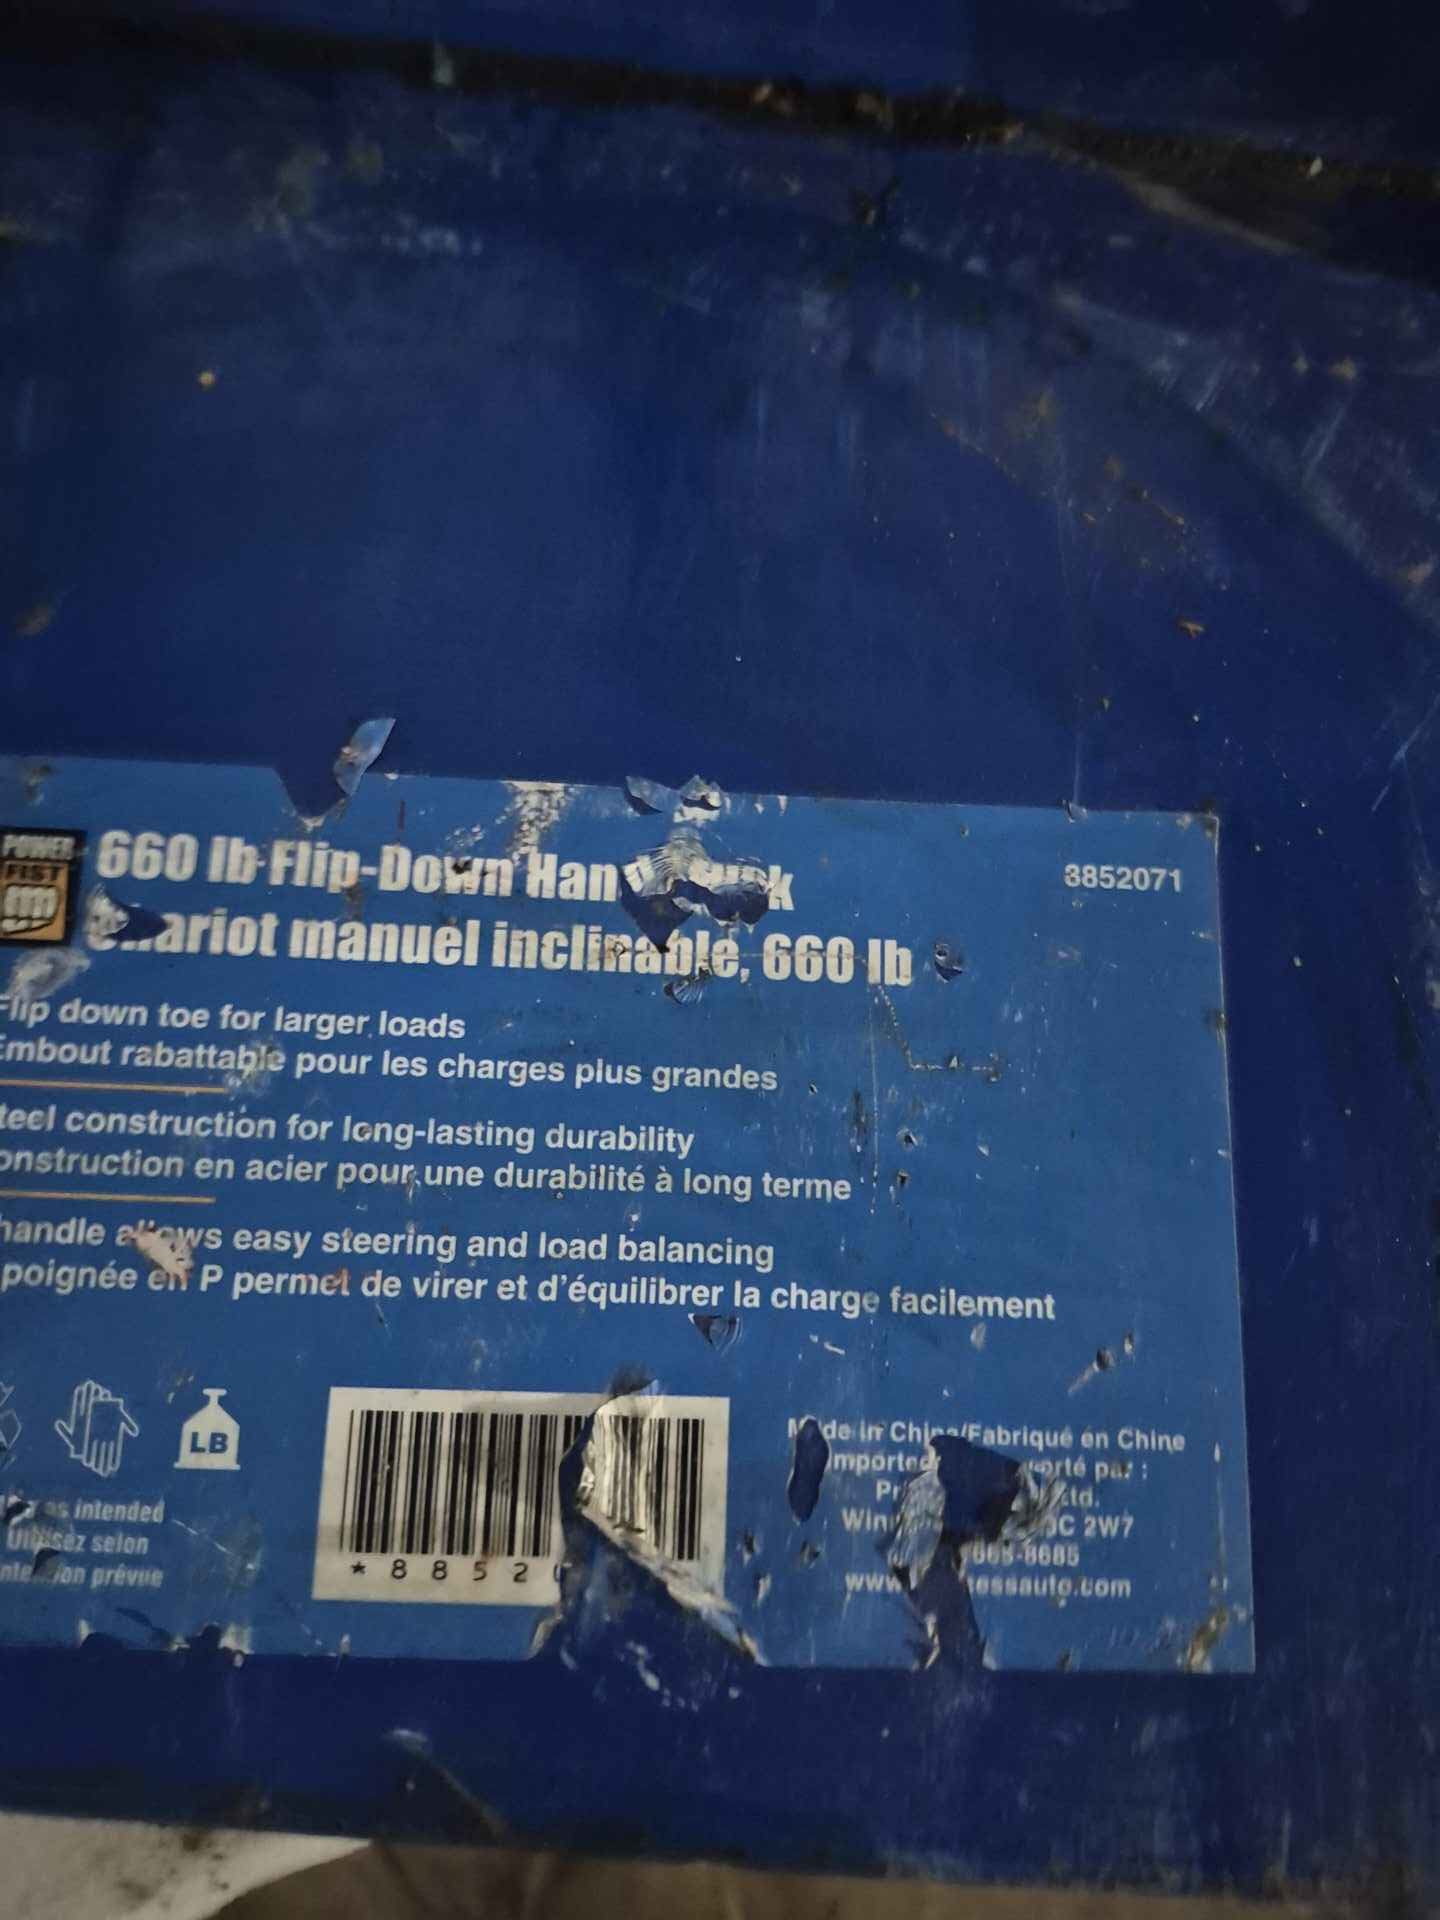 POWER
FIST
660 lb Flip-Down
3852071
manuel inclinable, 660 lb
Flip down toe for larger loads
Embout rabattable pour les charges plus grandes
teel construction for long-lasting durability
onstruction en acier pour une durabilité à long terme
handle allows easy steering and load balancing
poignée en P permet de virer et d'équilibrer la charge facilement
LB
as intended
Utilisez selon
prévue
* 8 8 5 2
Made in China/Fabriqué en Chine
Imported par :
Ltd.
2W7
-8685
www
essauto.com